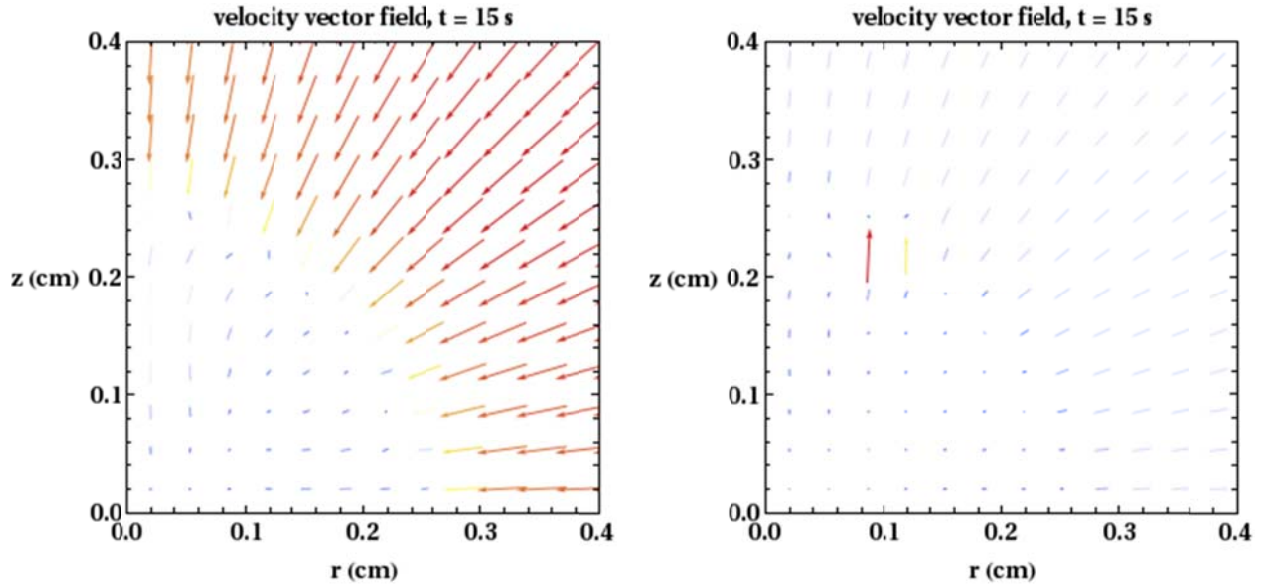 velocity vector field, t = 15 s
0.4
0.3
z (cm) 0.2
0.1
0.0
0.0 0.1 0.2 0.3 0.4
r (cm)
velocity vector field, t = 15 s
0.4
0.3
z (cm) 0.2
0.1
0.0
0.0 0.1 0.2 0.3 0.4
r (cm)